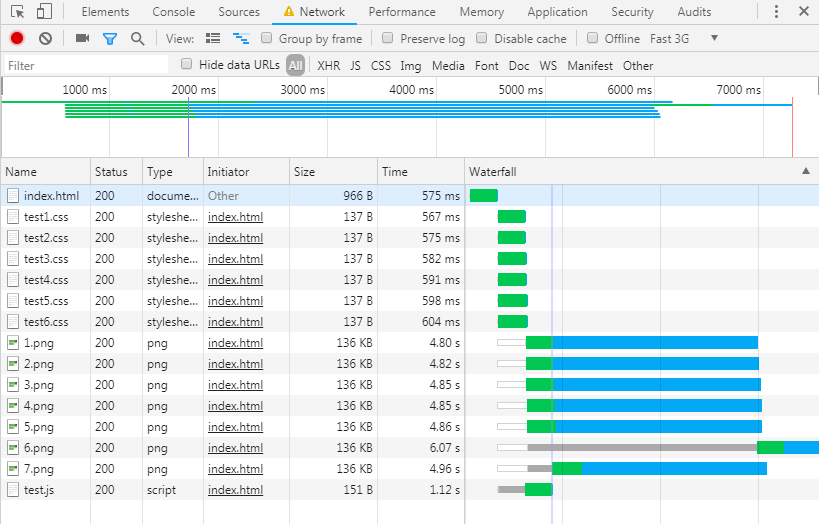 Elements Console Sources Network Performance Memory Application Security Audits
View: Group by frame Preserve log Disable cache Offline Fast 3G
Filter Hide data URLs All XHR JS CSS Img Media Font Doc WS Manifest Other
1000 ms 2000 ms 3000 ms 4000 ms 5000 ms 6000 ms 7000 ms
Name Status Type Initiator Size Time Waterfall
index.html 200 docume... Other 966 B 575 ms
test1.css 200 styleshe... index.html 137 B 567 ms
test2.css 200 styleshe... index.html 137 B 575 ms
test3.css 200 styleshe... index.html 137 B 582 ms
test4.css 200 styleshe... index.html 137 B 591 ms
test5.css 200 styleshe... index.html 137 B 598 ms
test6.css 200 styleshe... index.html 137 B 604 ms
1.png 200 png index.html 136 KB 4.80 s
2.png 200 png index.html 136 KB 4.82 s
3.png 200 png index.html 136 KB 4.85 s
4.png 200 png index.html 136 KB 4.85 s
5.png 200 png index.html 136 KB 4.86 s
6.png 200 png index.html 136 KB 6.07 s
7.png 200 png index.html 136 KB 4.96 s
test.js 200 script index.html 151 B 1.12 s